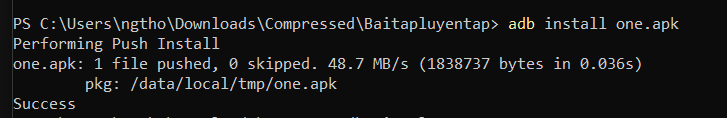 PS C:\Users\ngtho\Downloads\Compressed\Baitapluyentap> adb install one.apk
Performing Push Install
one.apk: 1 file pushed, 0 skipped. 48.7 MB/s (1838737 bytes in 0.036s)
        pkg: /data/local/tmp/one.apk
Success